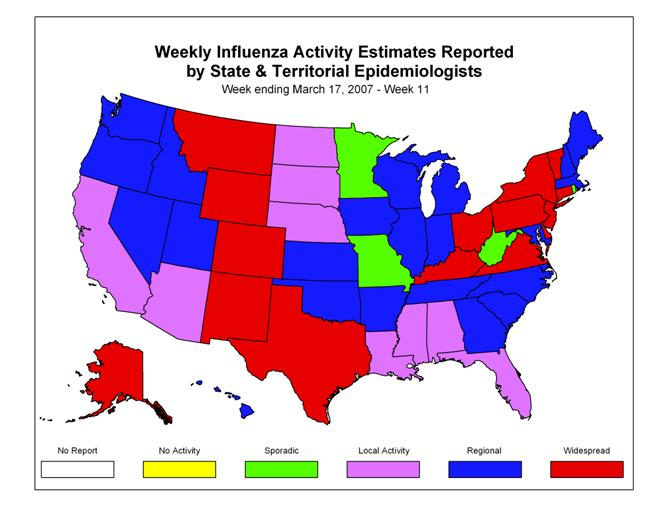 Weekly Influenza Activity Estimates Reported
by State & Territorial Epidemiologists
Week ending March 17, 2007 - Week 11
No Report
No Activity
Sporadic
Local Activity
Regional
Widespread